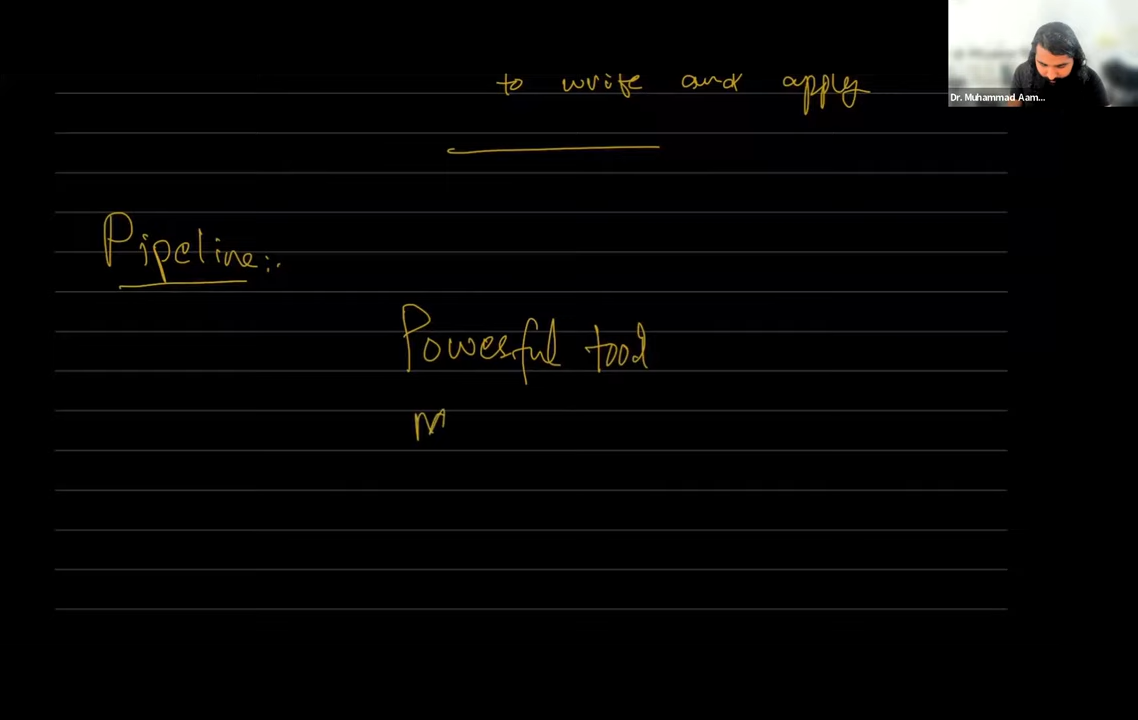 to write and apply
Dr. Muhammad Aam...
Pipeline:
Powerful tool
M